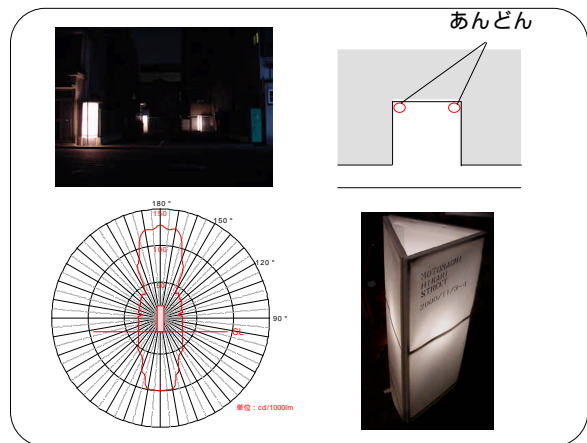 あんどん
180 °
150
150 °
100
120 °
50
90 °
GL
単位：cd/1000lm
MOTOMACHI
HIKARI
STREET
2000/11/3-4